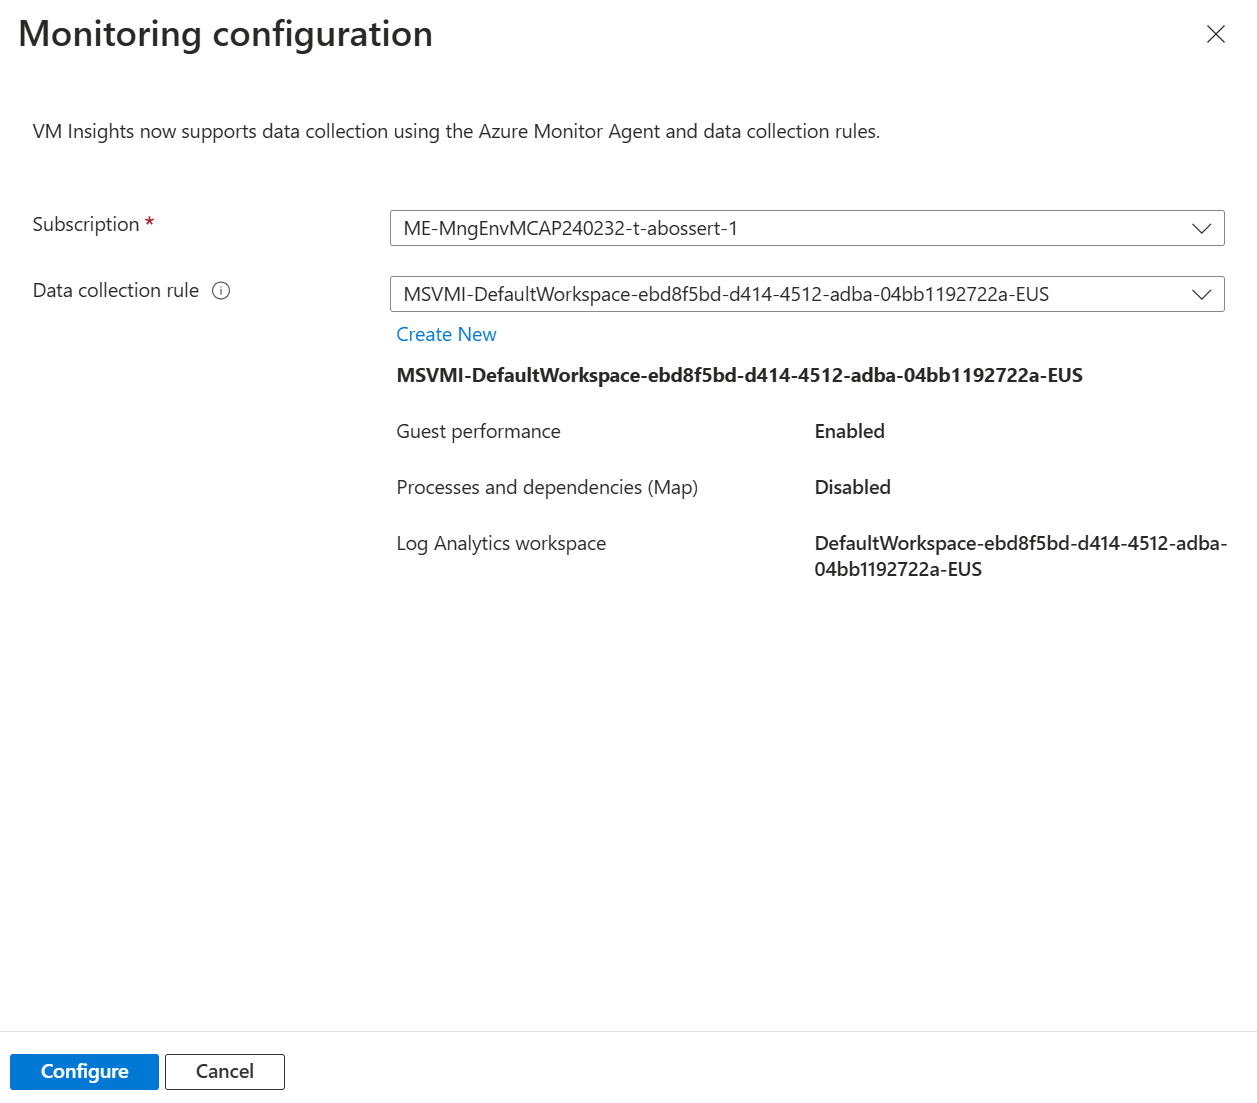 Monitoring configuration
VM Insights now supports data collection using the Azure Monitor Agent and data collection rules.
Subscription *
ME-MngEnvMCAP240232-t-abossert-1
Data collection rule
MSVMI-DefaultWorkspace-ebd8f5bd-d414-4512-adba-04bb1192722a-EUS
Create New
MSVMI-DefaultWorkspace-ebd8f5bd-d414-4512-adba-04bb1192722a-EUS
Guest performance
Enabled
Processes and dependencies (Map)
Disabled
Log Analytics workspace
DefaultWorkspace-ebd8f5bd-d414-4512-adba-
04bb1192722a-EUS
Configure
Cancel